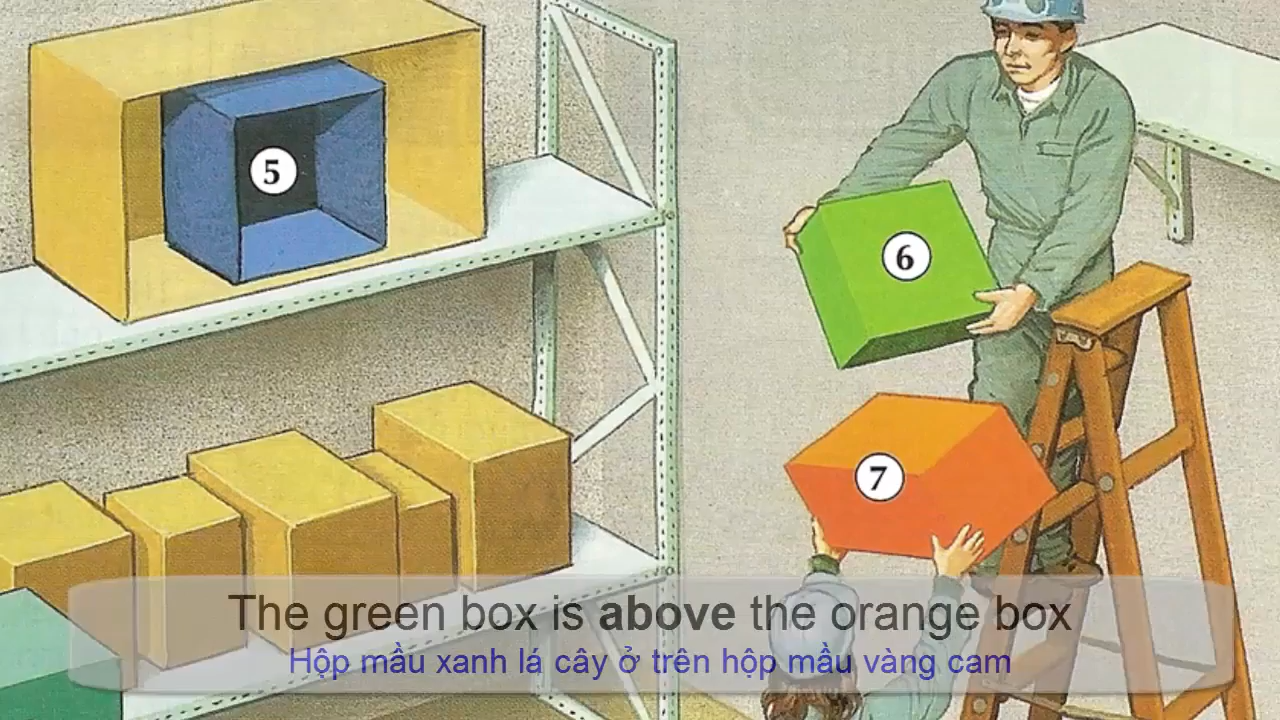 5
6
7
The green box is above the orange box
Hộp mầu xanh lá cây ở trên hộp mầu vàng cam